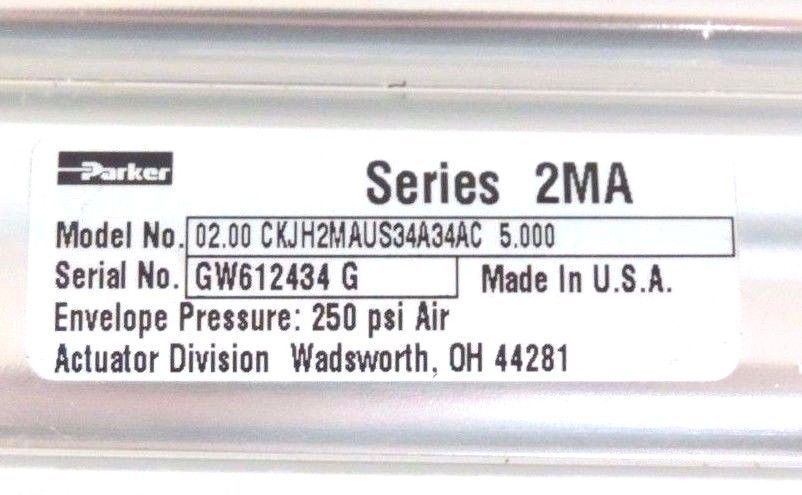 Parker
Series 2MA
Model No. 02.00 CKJH2MAUS34A34AC 5.000
Serial No. GW612434 G Made In U.S.A.
Envelope Pressure: 250 psi Air
Actuator Division Wadsworth, OH 44281